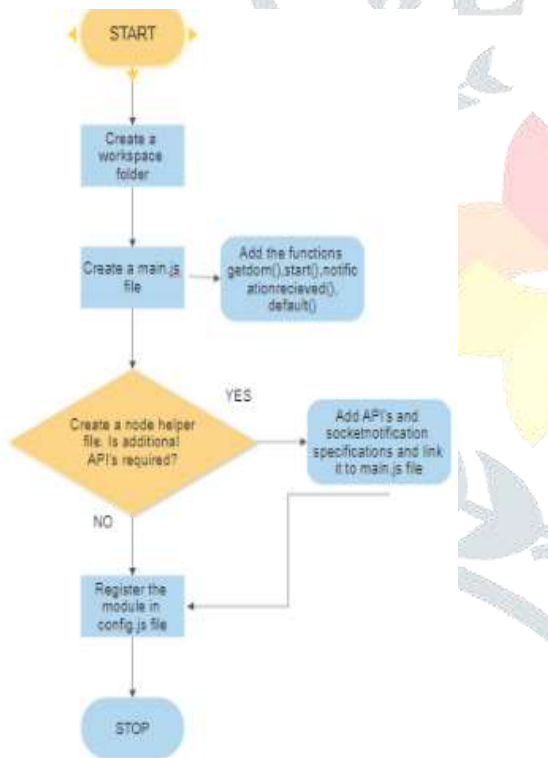 START
Create a
workspace
folder
Create a main.js
file
Add the functions
getdom(),start(),notific
ationrecieved(),
default()
YES
Create a node helper
file. Is additional
API's required?
Add API's and
socketnotification
specifications and link
it to main.js file
NO
Register the
module in
config.js file
STOP